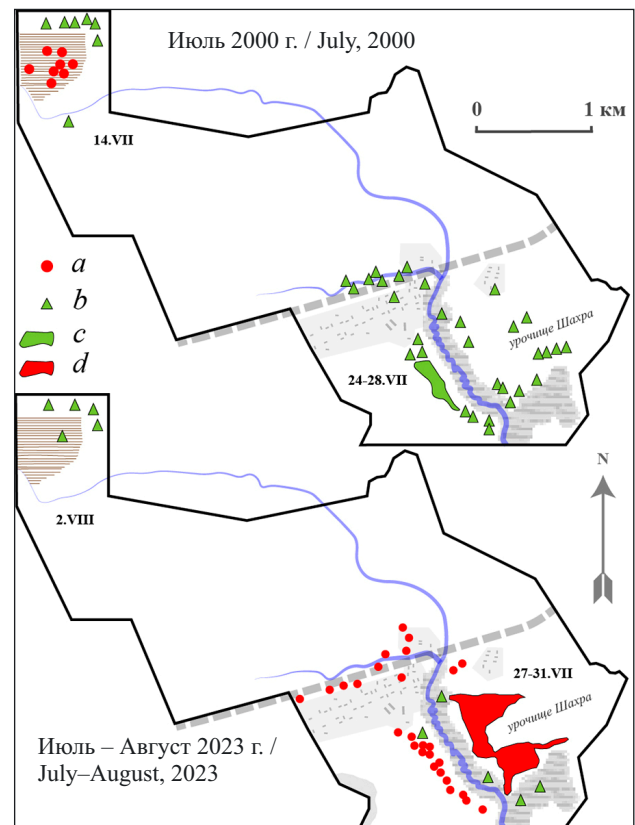 Июль 2000 г. / July, 2000
0 1 км
14.VII
a
b
c
d
урочище Шахра
24-28.VII
2.VIII
N
27-31.VII
урочище Шахра
Июль – Август 2023 г. /
July–August, 2023